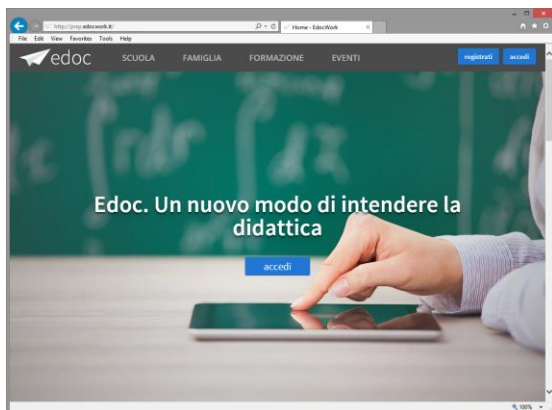 http://prep.edocwork.it/
Home - EdocWork
File Edit View Favorites Tools Help
edoc
SCUOLA FAMIGLIA FORMAZIONE EVENTI
registrati accedi
Edoc. Un nuovo modo di intendere la
didattica
accedi
100%